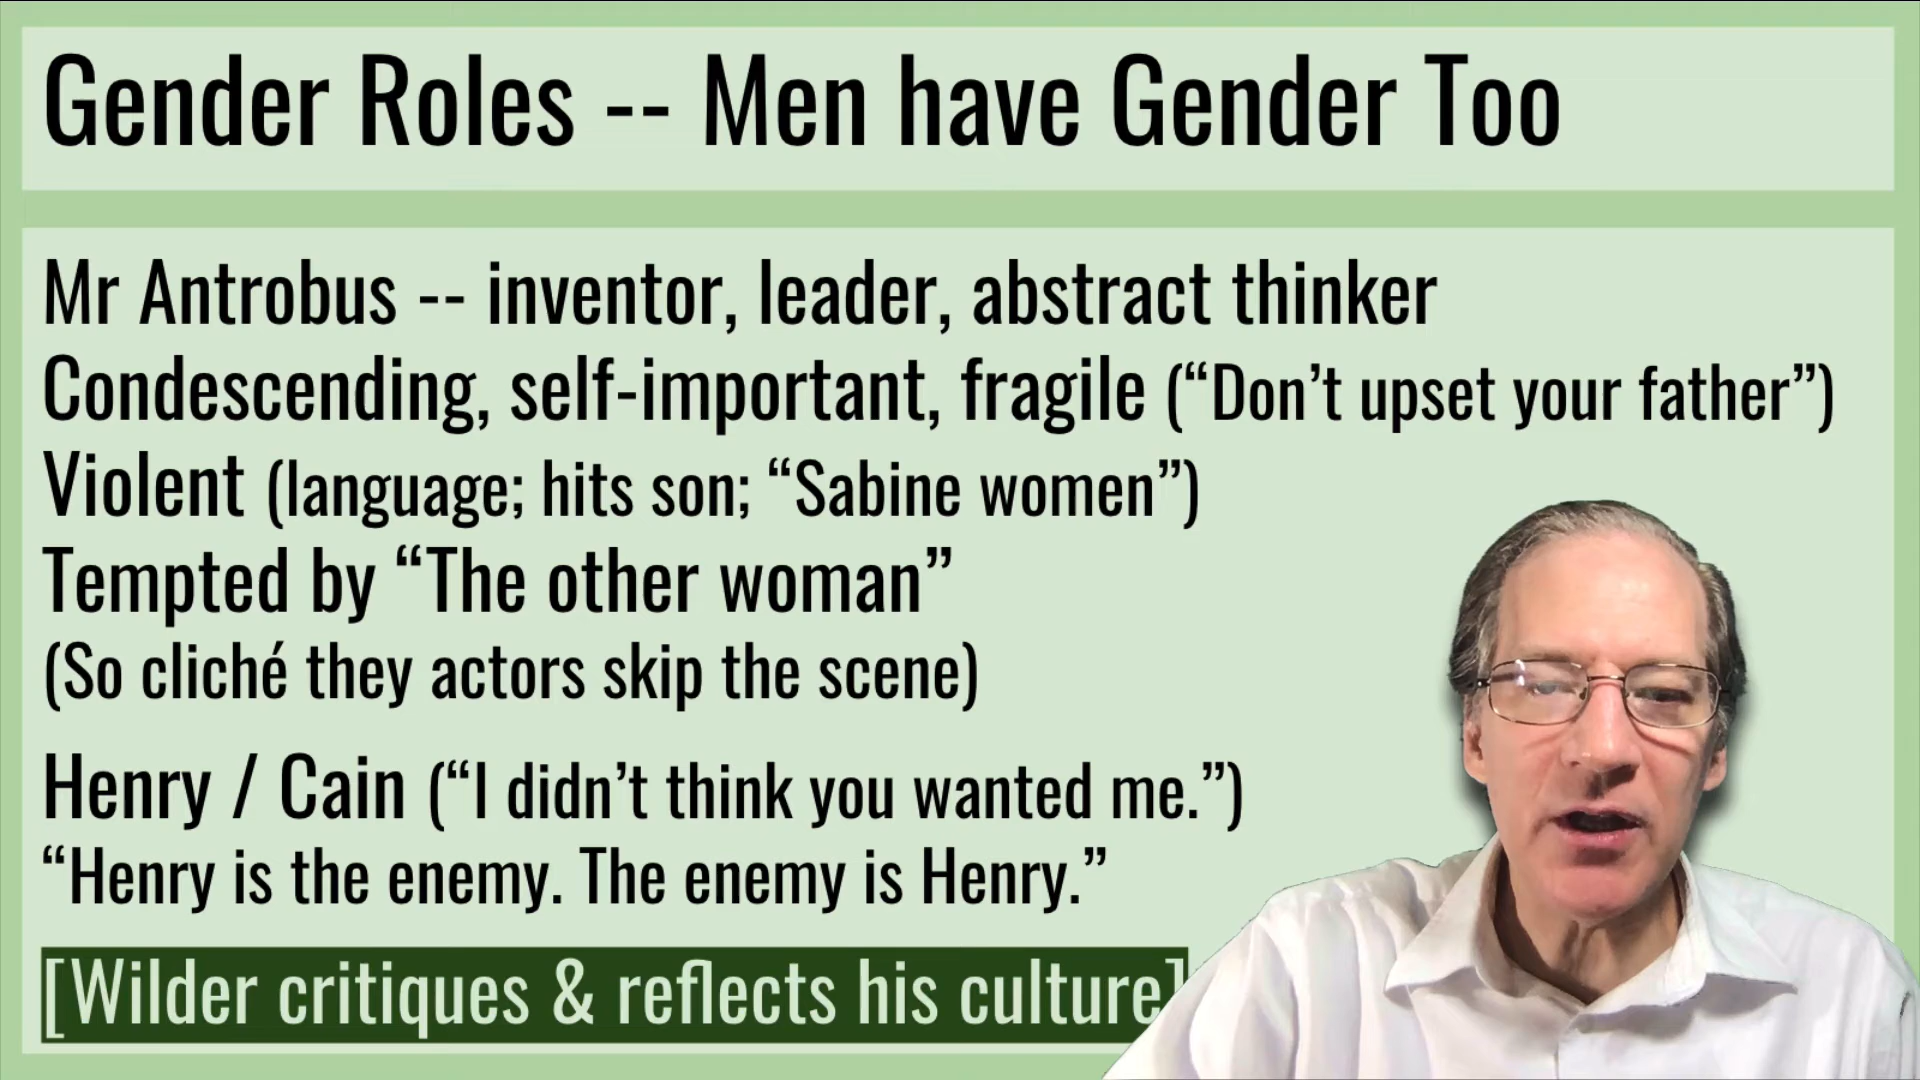 Gender Roles -- Men have Gender Too
Mr Antrobus -- inventor, leader, abstract thinker
Condescending, self-important, fragile (“Don’t upset your father”)
Violent (language; hits son; “Sabine women”)
Tempted by “The other woman”
(So cliché they actors skip the scene)
Henry / Cain (“I didn’t think you wanted me.”)
“Henry is the enemy. The enemy is Henry.”
[Wilder critiques & reflects his culture]